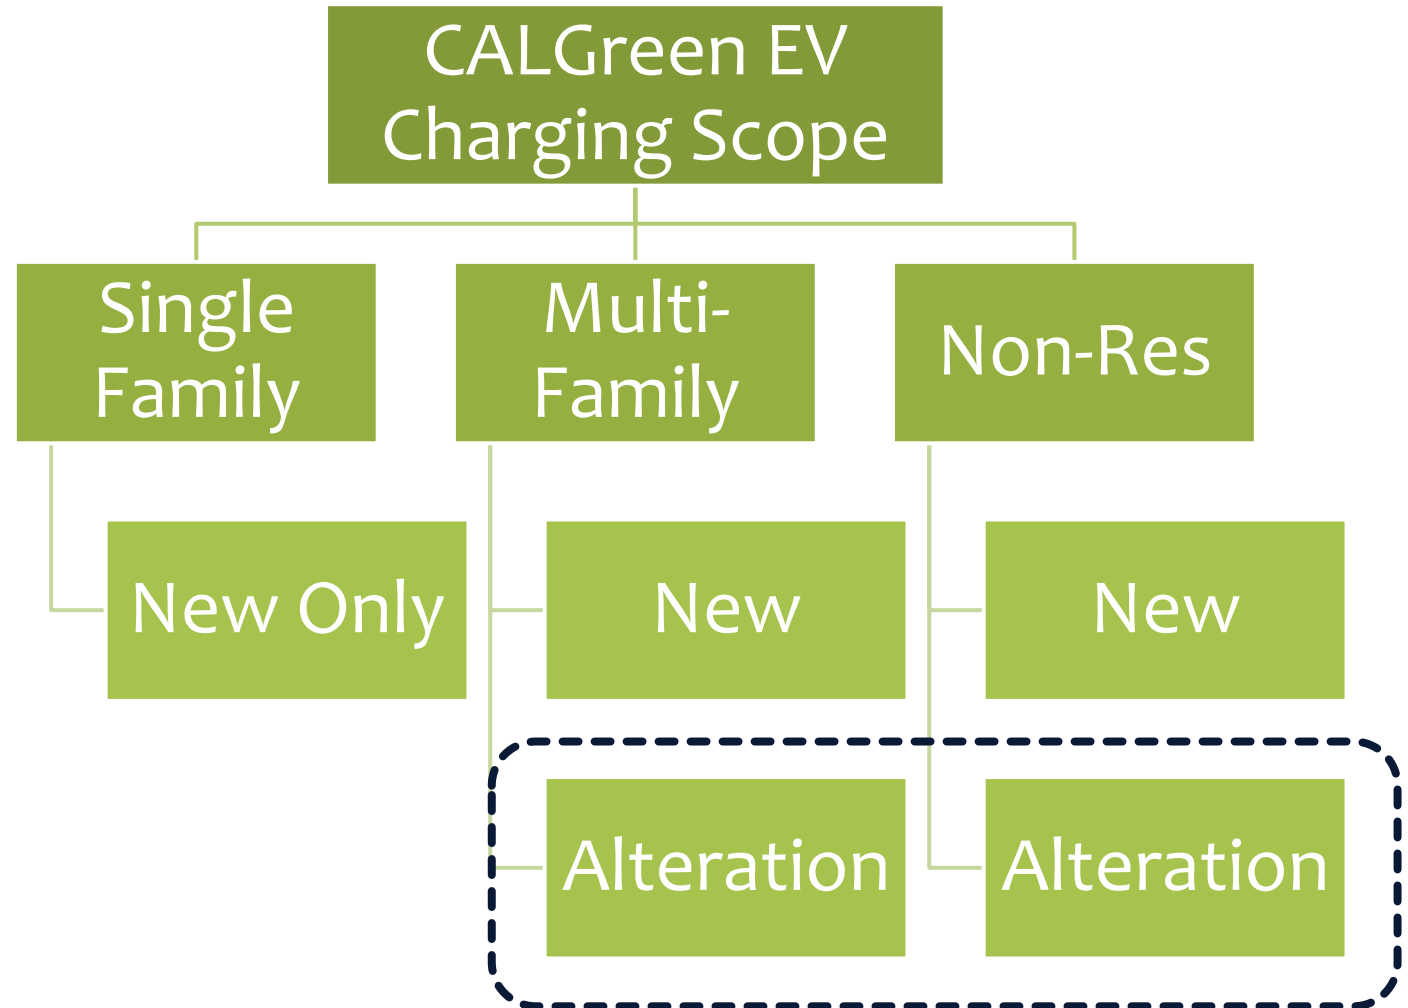 CALGreen EV
Charging Scope
Single
Family
Multi-
Family
Non-Res
New Only
New
New
Alteration
Alteration